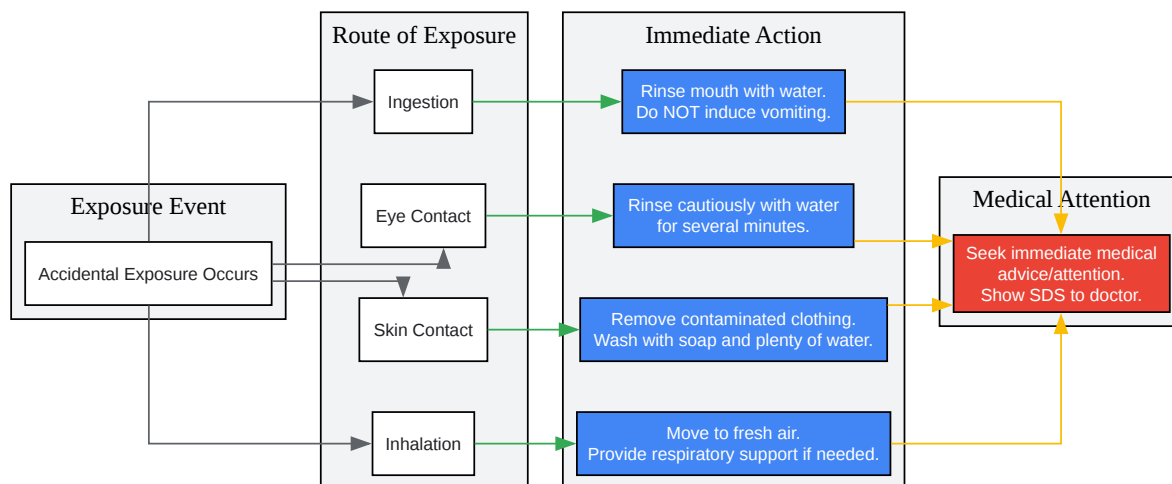 Exposure Event
Accidental Exposure Occurs
Route of Exposure
Ingestion
Eye Contact
Skin Contact
Inhalation
Immediate Action
Rinse mouth with water.
Do NOT induce vomiting.
Rinse cautiously with water
for several minutes.
Remove contaminated clothing.
Wash with soap and plenty of water.
Move to fresh air.
Provide respiratory support if needed.
Medical Attention
Seek immediate medical
advice/attention.
Show SDS to doctor.